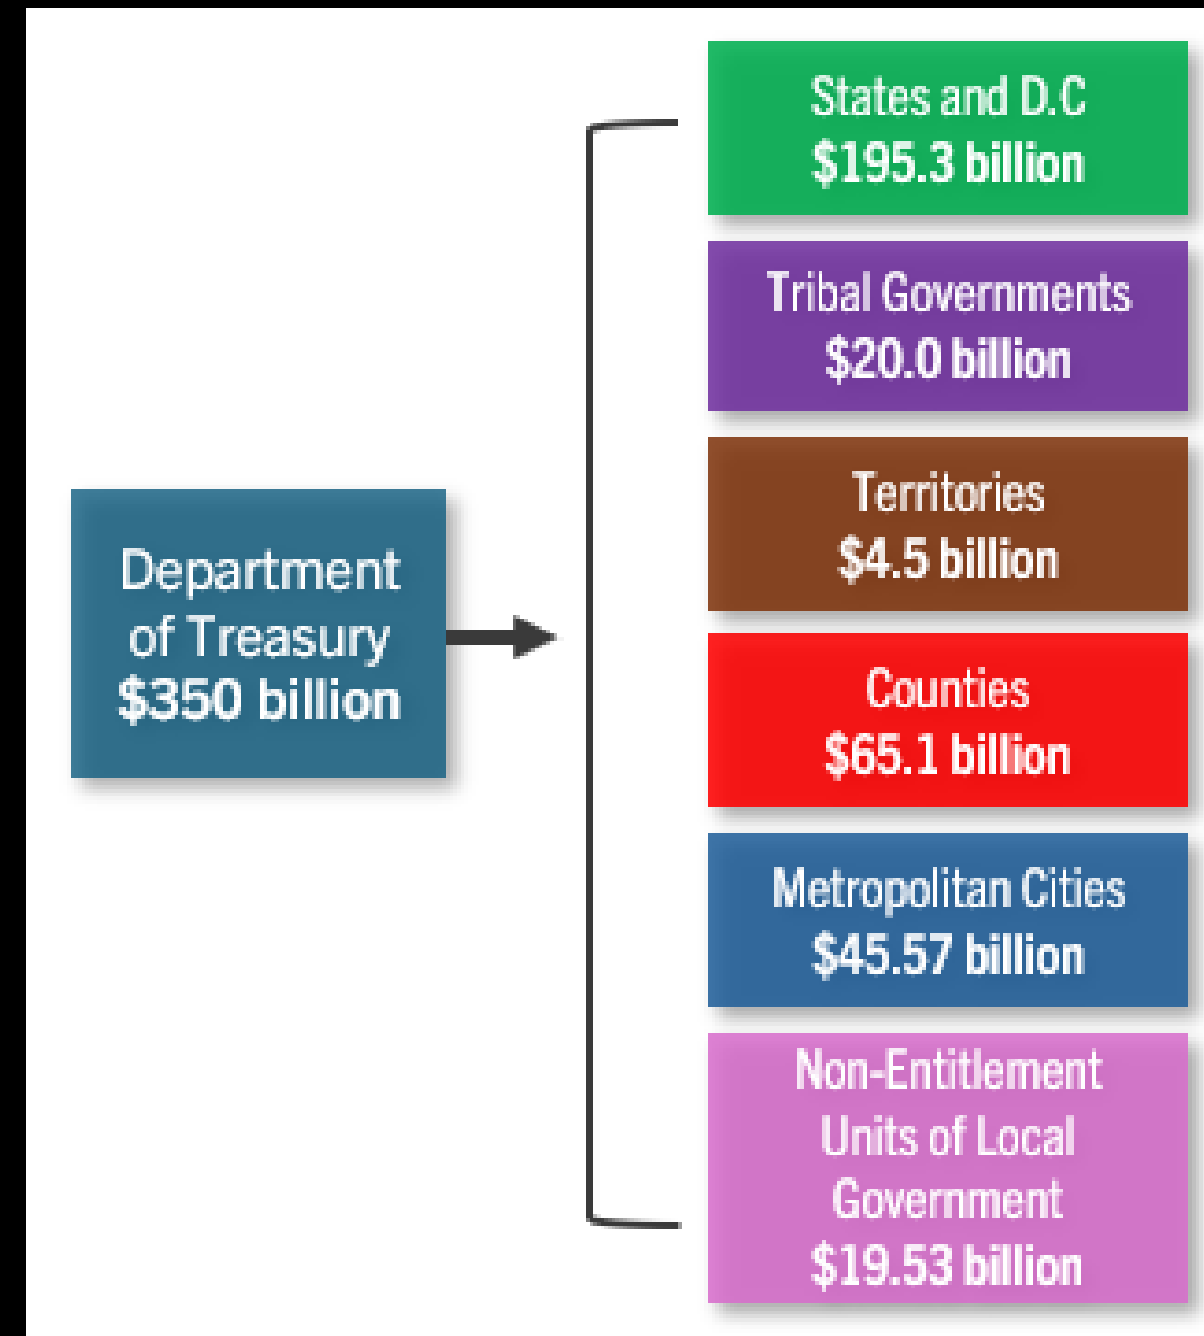 Department
of Treasury
$350 billion
States and D.C
$195.3 billion
Tribal Governments
$20.0 billion
Territories
$4.5 billion
Counties
$65.1 billion
Metropolitan Cities
$45.57 billion
Non-Entitlement
Units of Local
Government
$19.53 billion